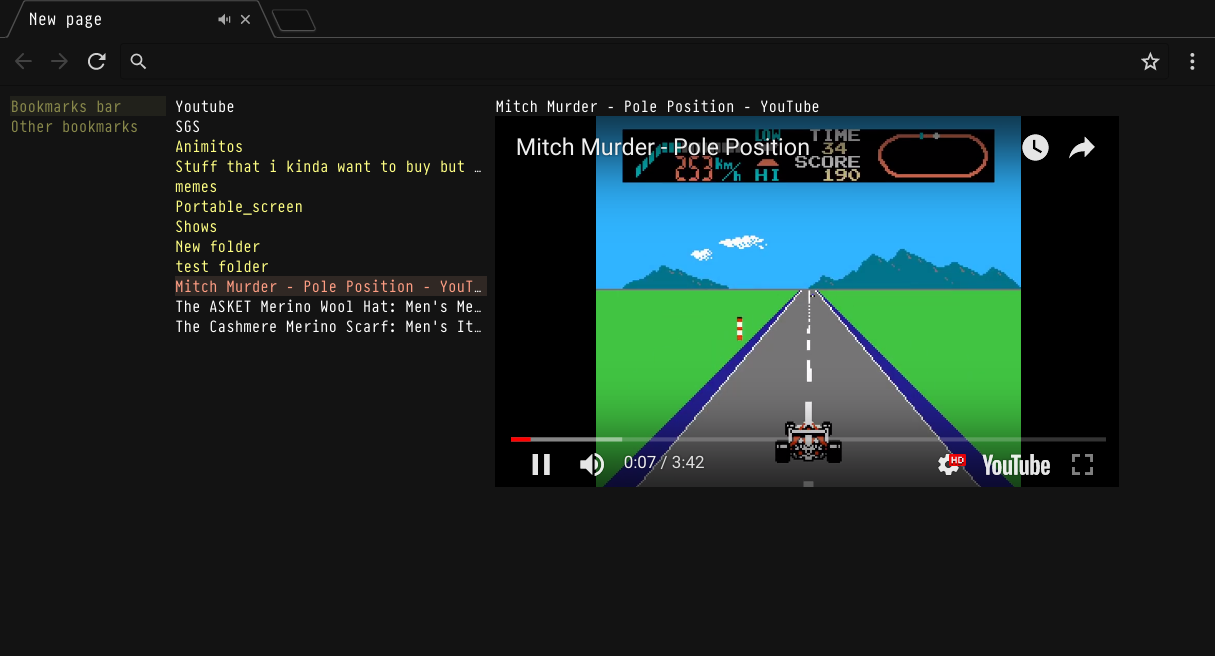 New page
Bookmarks bar
Other bookmarks
Youtube
SGS
Animitos
Stuff that i kinda want to buy but …
memes
Portable_screen
Shows
New folder
test folder
Mitch Murder - Pole Position - YouT…
The ASKET Merino Wool Hat: Men's Me…
The Cashmere Merino Scarf: Men's It…
Mitch Murder - Pole Position - YouTube
Mitch Murder - Pole Position
LOW
HI
253 km/h
TIME
34
SCORE
190
0:07 / 3:42
HD
YouTube